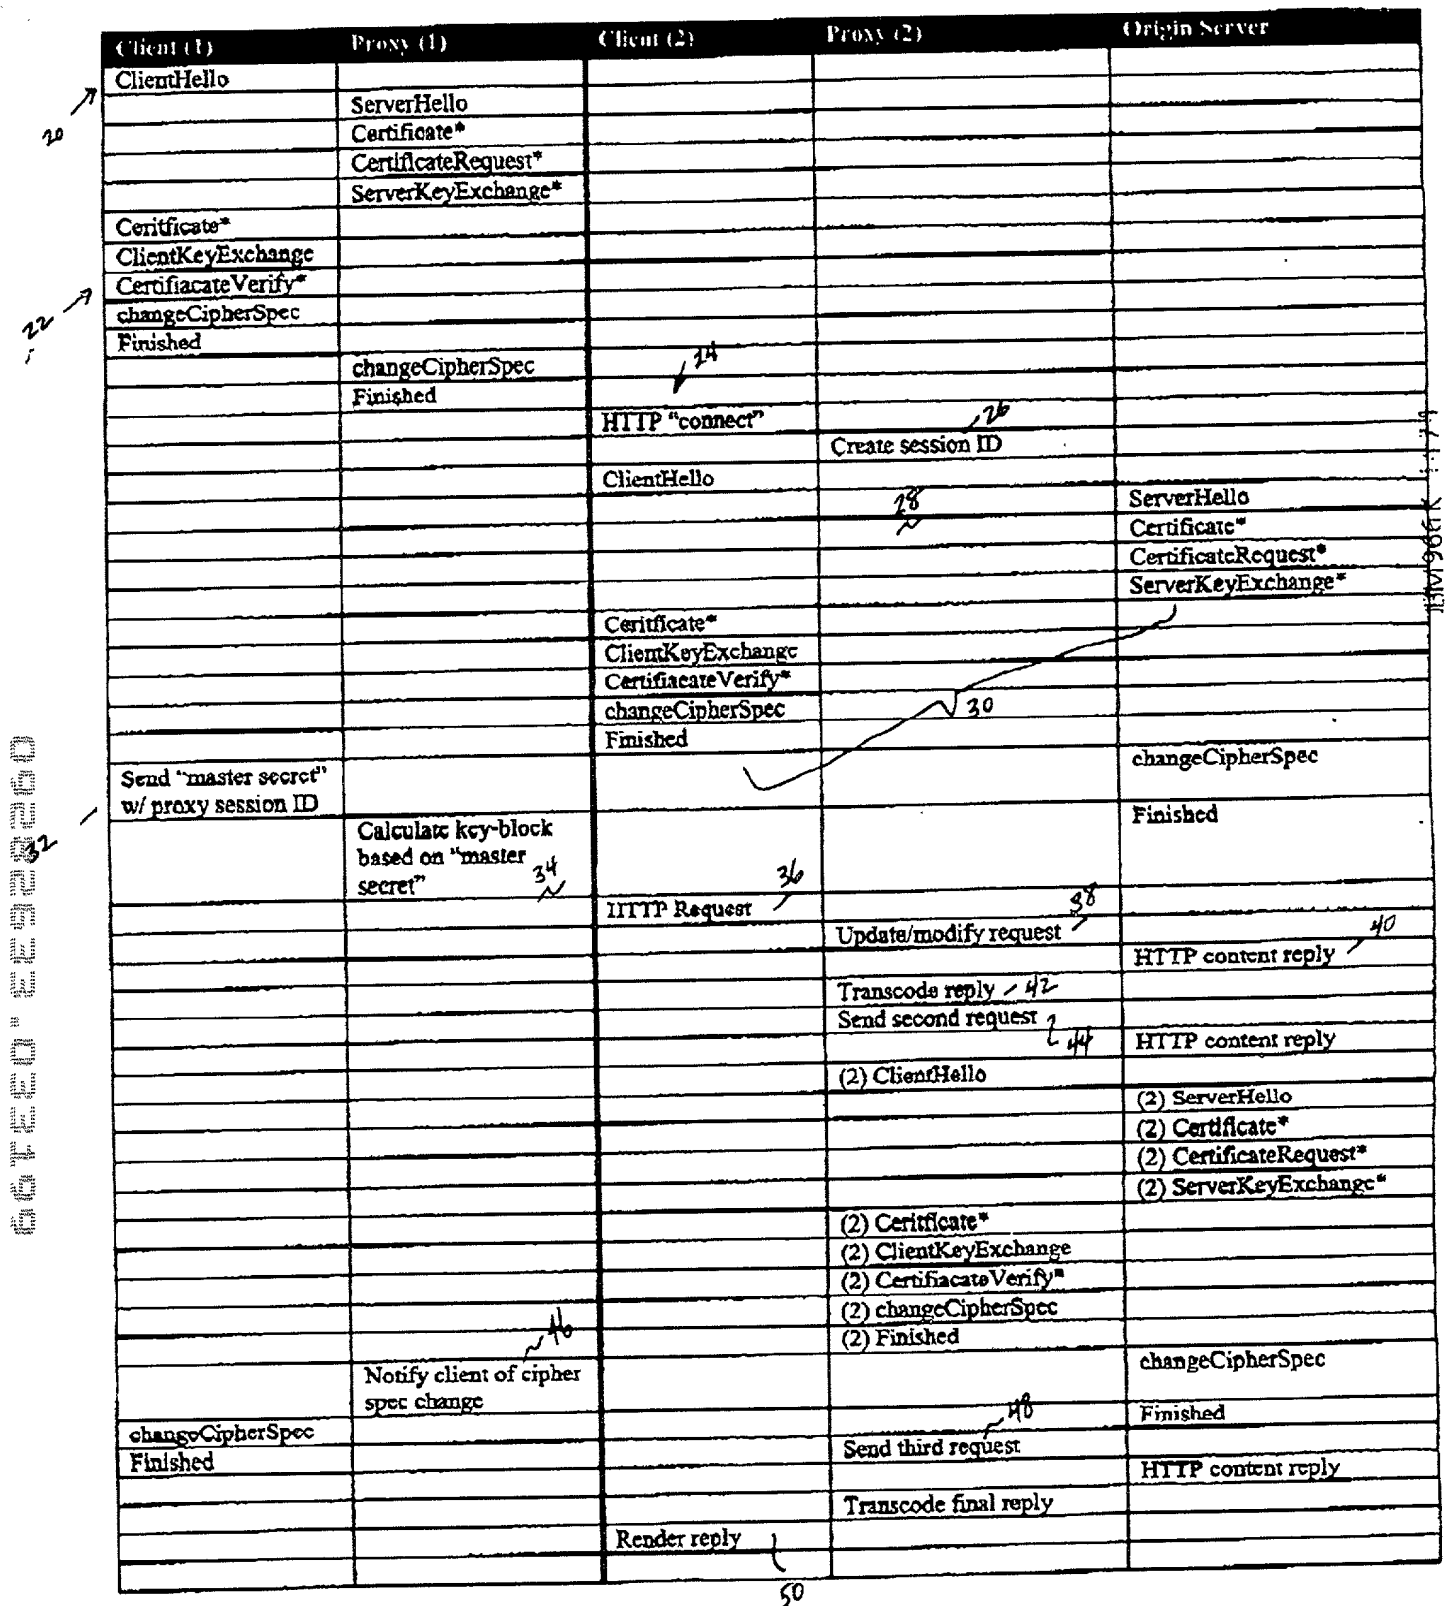 Client (1) Proxy (1) Client (2) Proxy (2) Origin Server
ClientHello
20
ServerHello
Certificate*
CertificateRequest*
ServerKeyExchange*
Ceritficate*
ClientKeyExchange
CertifiacateVerify*
22
changeCipherSpec
Finished
changeCipherSpec
24
Finished
HTTP "connect"
26
Create session ID
ClientHello
28
ServerHello
Certificate*
CertificateRequest*
ServerKeyExchange*
Ceritficate*
ClientKeyExchange
CertifiacateVerify*
changeCipherSpec
30
Finished
changeCipherSpec
Send "master secret"
w/ proxy session ID
Finished
32
Calculate key-block
based on "master
secret"
34
36
HTTP Request
38
Update/modify request
40
HTTP content reply
Transcode reply
42
Send second request
44
HTTP content reply
(2) ClientHello
(2) ServerHello
(2) Certificate*
(2) CertificateRequest*
(2) ServerKeyExchange*
(2) Ceritficate*
(2) ClientKeyExchange
(2) CertifiacateVerify*
(2) changeCipherSpec
(2) Finished
46
changeCipherSpec
Notify client of cipher
spec change
48
Finished
changeCipherSpec
Send third request
Finished
HTTP content reply
Transcode final reply
Render reply
50